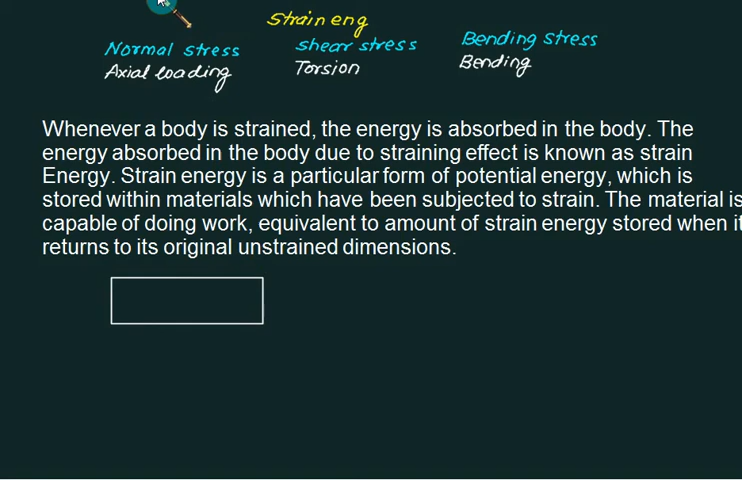 Strain eng
Normal stress shear stress Bending stress
Axial loading Torsion Bending
Whenever a body is strained, the energy is absorbed in the body. The
energy absorbed in the body due to straining effect is known as strain
Energy. Strain energy is a particular form of potential energy, which is
stored within materials which have been subjected to strain. The material is
capable of doing work, equivalent to amount of strain energy stored when it
returns to its original unstrained dimensions.